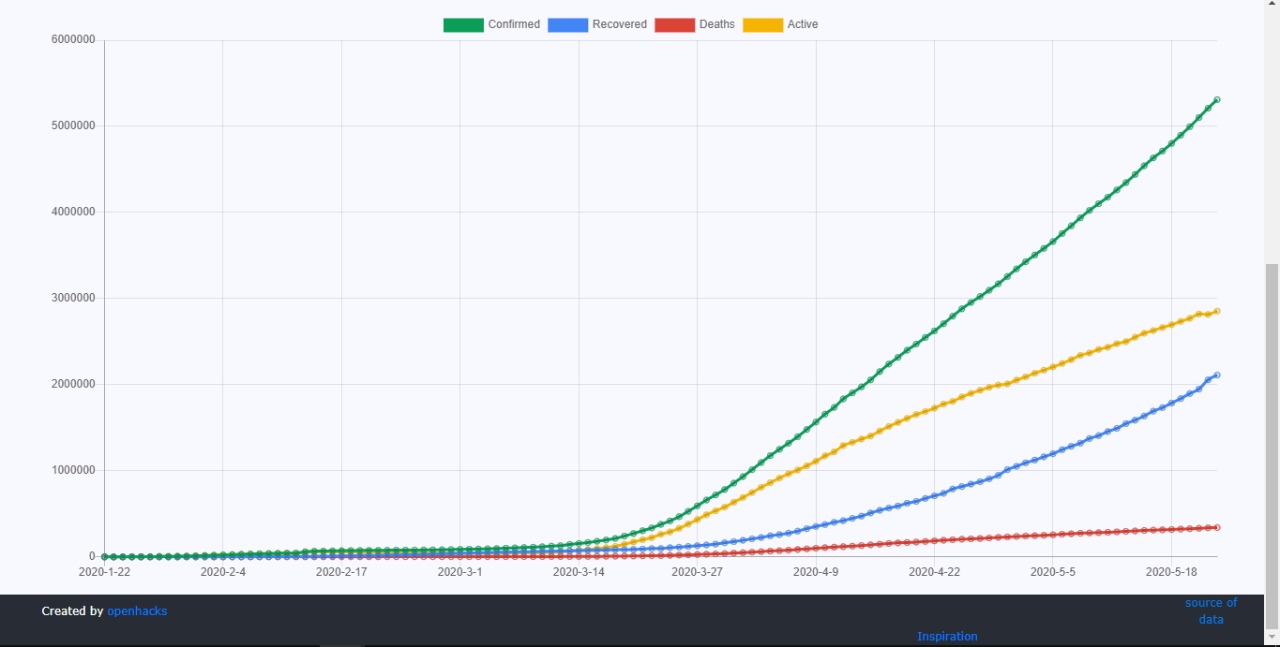 Confirmed Recovered Deaths Active
6000000
5000000
4000000
3000000
2000000
1000000
0
2020-1-22 2020-2-4 2020-2-17 2020-3-1 2020-3-14 2020-3-27 2020-4-9 2020-4-22 2020-5-5 2020-5-18
Created by openhacks
source of
data
Inspiration